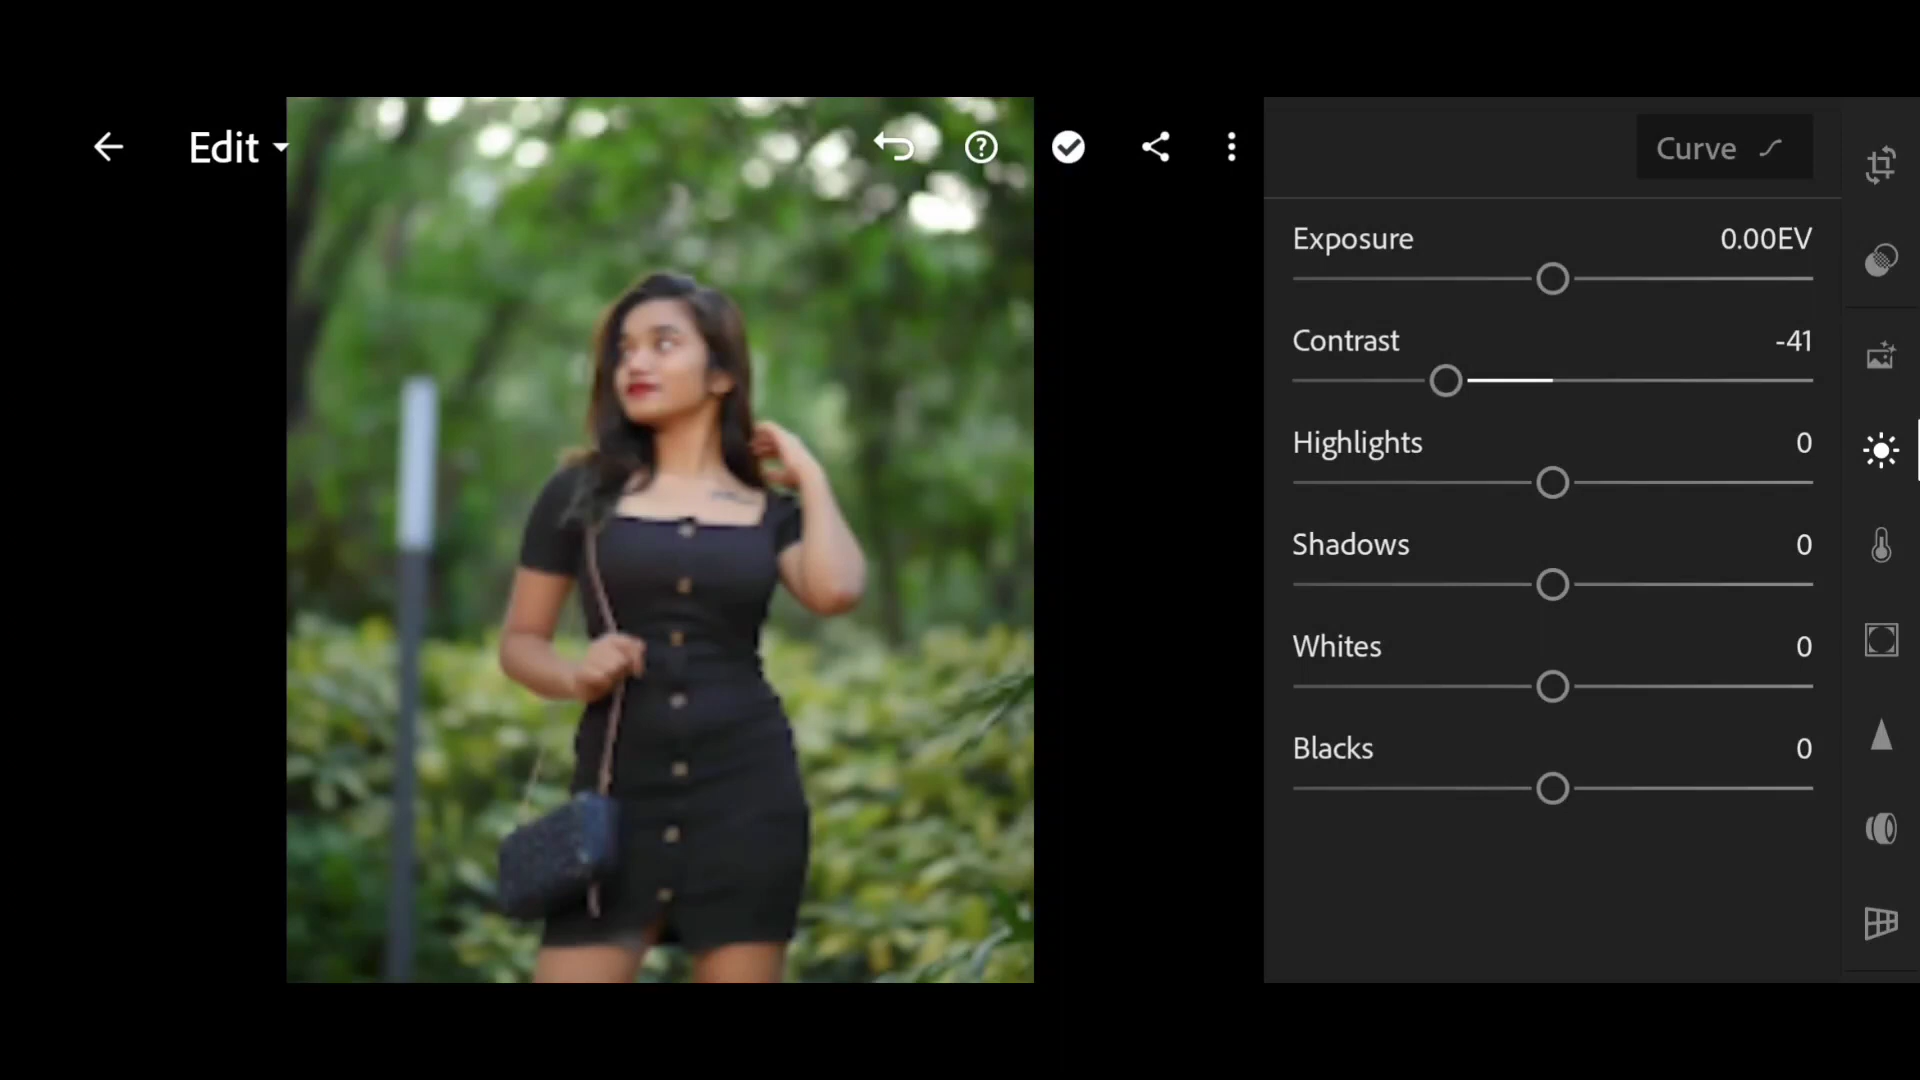 Edit
Curve
Exposure 0.00EV
Contrast -41
Highlights 0
Shadows 0
Whites 0
Blacks 0